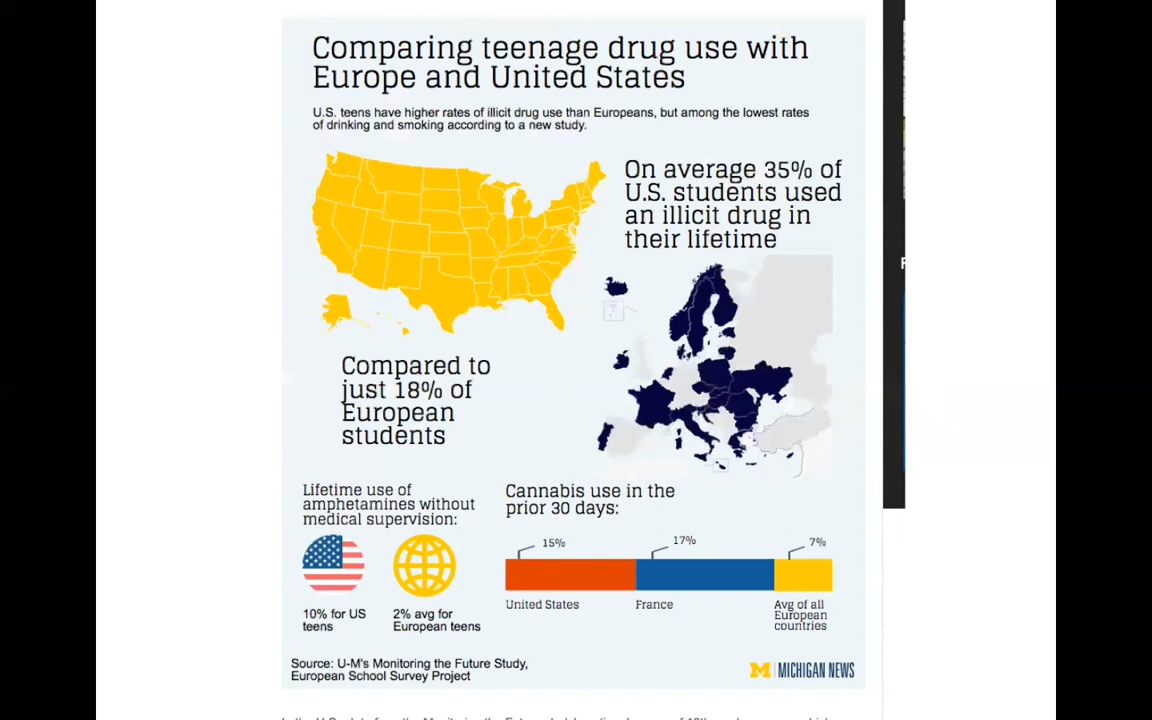 Comparing teenage drug use with
Europe and United States
U.S. teens have higher rates of illicit drug use than Europeans, but among the lowest rates
of drinking and smoking according to a new study.
On average 35% of
U.S. students used
an illicit drug in
their lifetime
Compared to
just 18% of
European
students
Lifetime use of
amphetamines without
medical supervision:
10% for US
teens
2% avg for
European teens
Cannabis use in the
prior 30 days:
15%
17%
7%
United States
France
Avg of all
European
countries
Source: U-M's Monitoring the Future Study,
European School Survey Project
M MICHIGAN NEWS